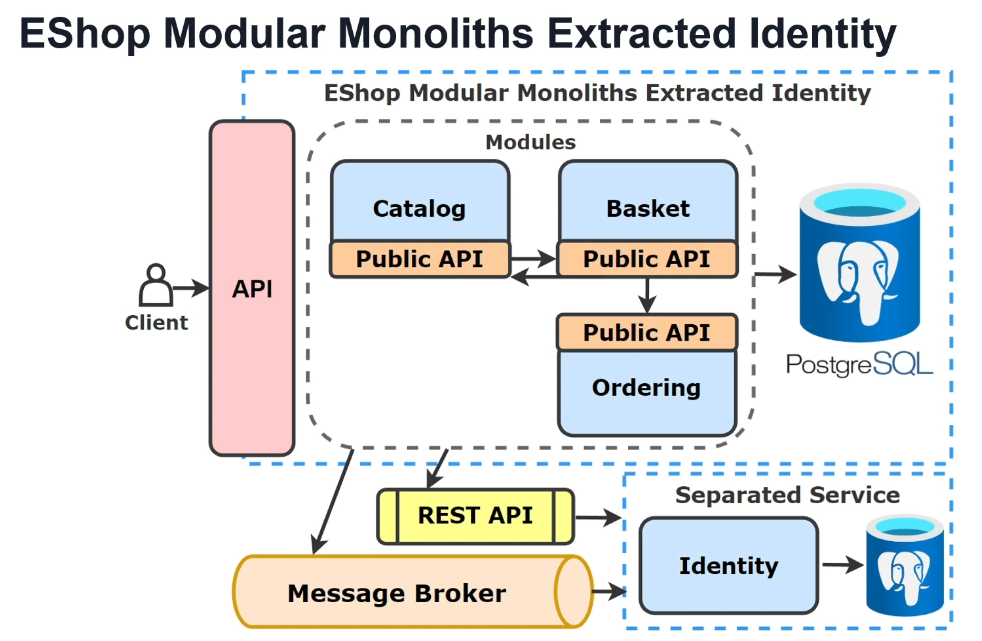 EShop Modular Monoliths Extracted Identity
EShop Modular Monoliths Extracted Identity
Modules
Catalog
Basket
Public API
Public API
API
Client
Public API
Ordering
PostgreSQL
Separated Service
REST API
Identity
Message Broker